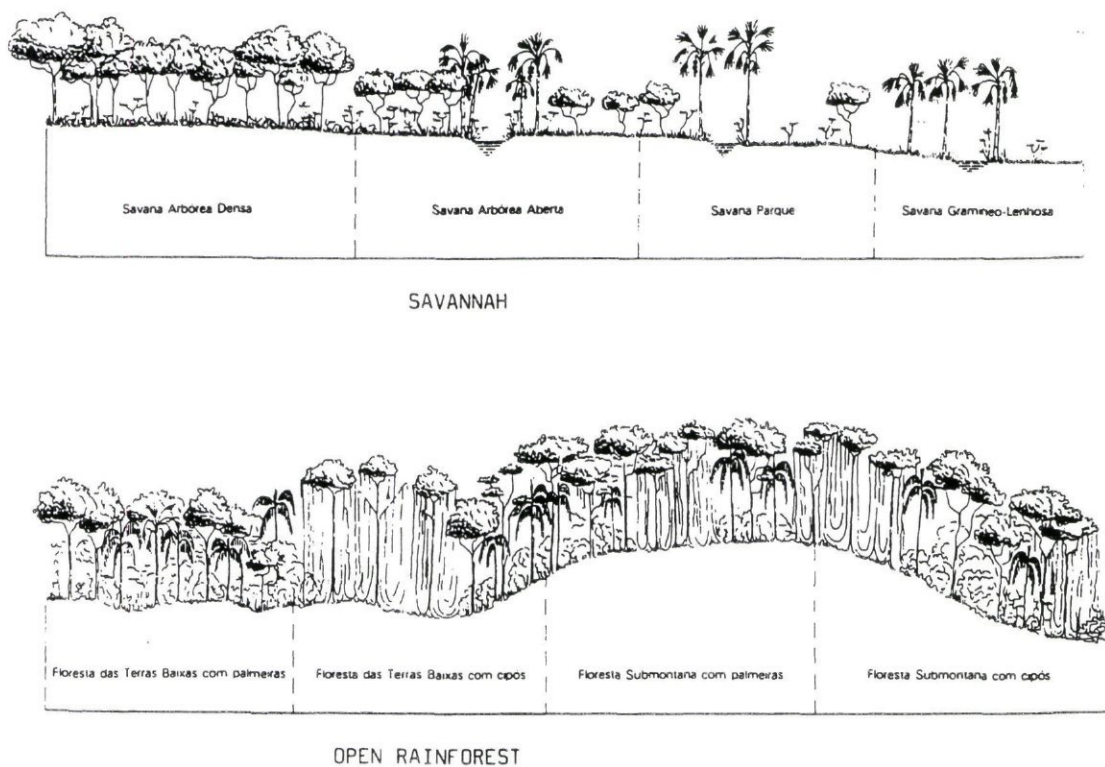 Savana Arbórea Densa
Savana Arbórea Aberta
Savana Parque
Savana Gramíneo-Lenhosa
SAVANNAH
Floresta das Terras Baixas com palmeiras
Floresta das Terras Baixas com cipós
Floresta Submontana com palmeiras
Floresta Submontana com cipós
OPEN RAINFOREST